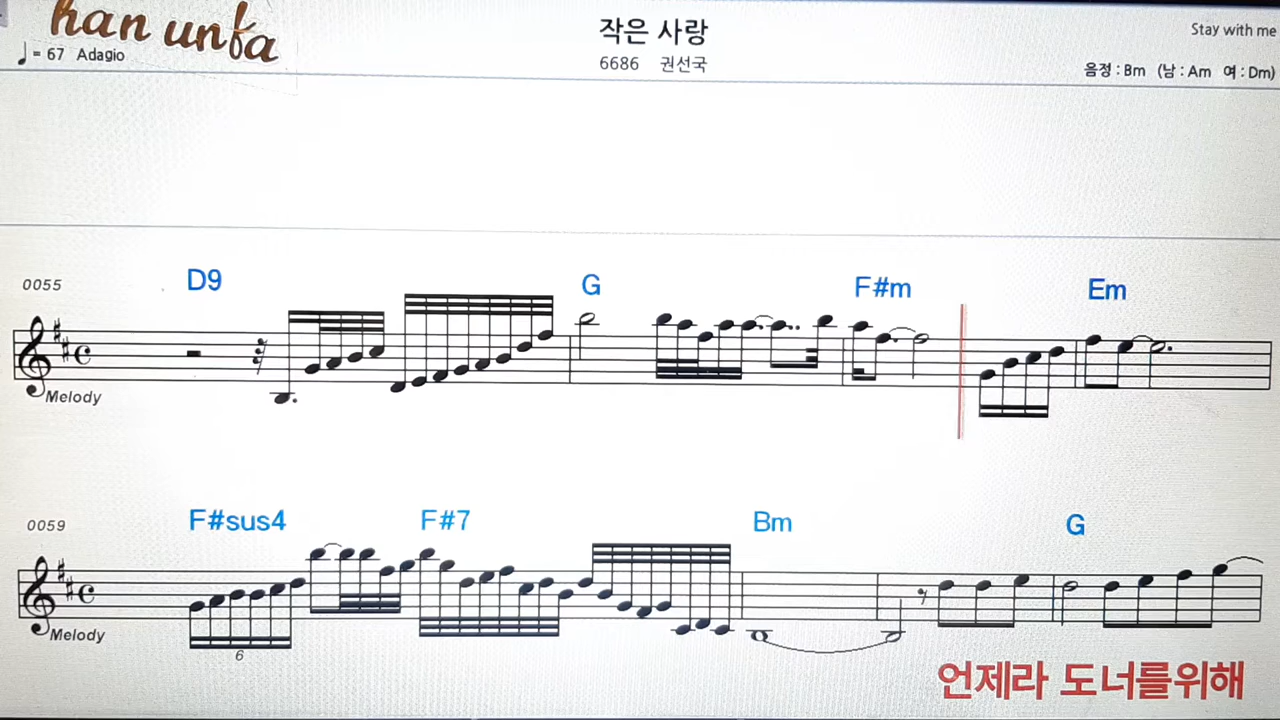 han unfa
작은 사랑
Stay with me
♩= 67 Adagio
6686 권선국
음정 : Bm (남 : Am 여 : Dm)
0055
D9 G F#m Em
Melody
0059
F#sus4 F#7 Bm G
Melody
6
언제라 도너를위해